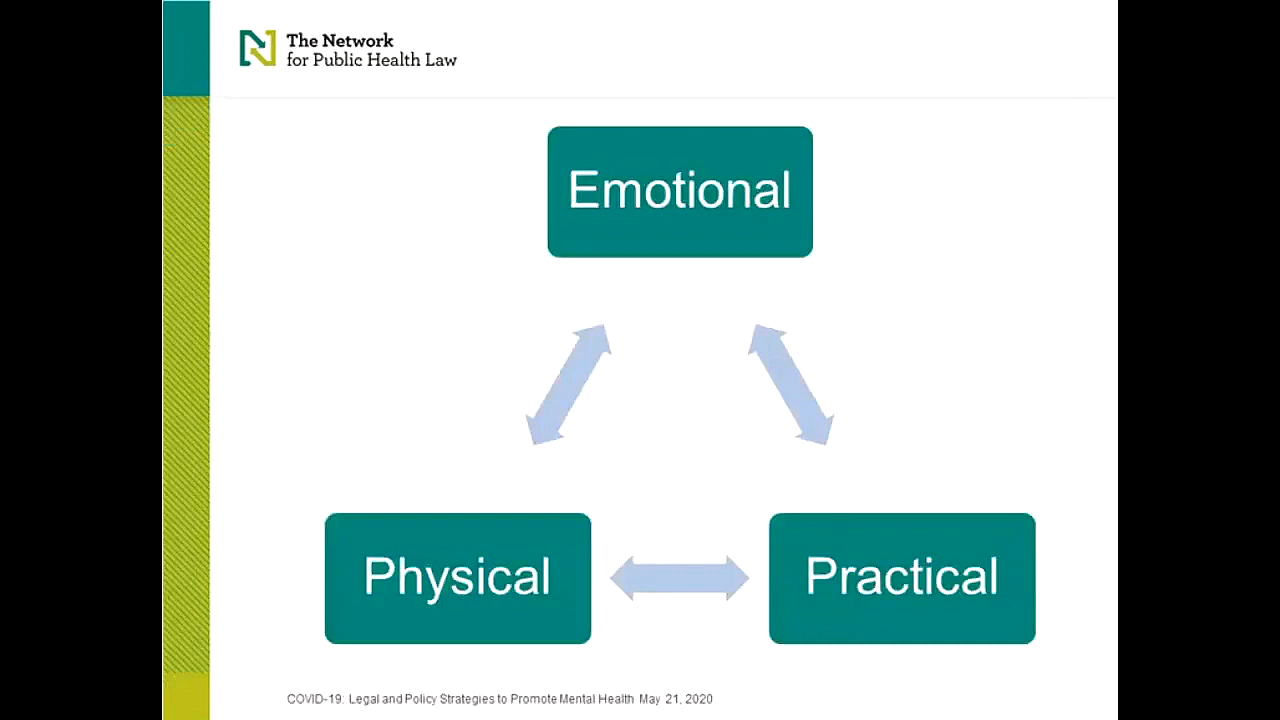 The Network
for Public Health Law
Emotional
Physical
Practical
COVID-19: Legal and Policy Strategies to Promote Mental Health May 21, 2020